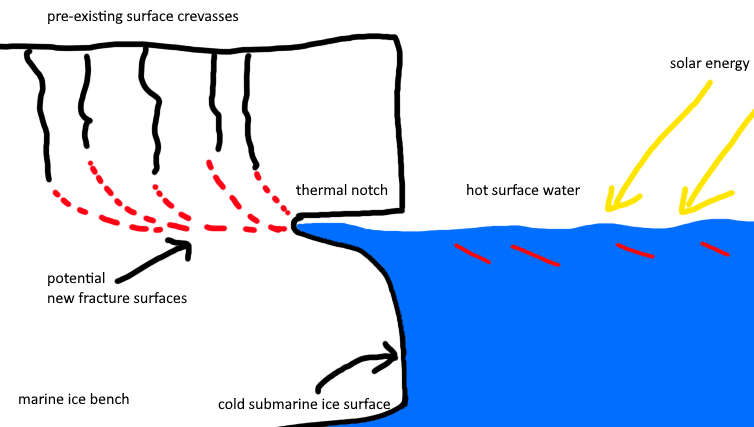 pre-existing surface crevasses
solar energy
thermal notch
hot surface water
potential
new fracture surfaces
marine ice bench
cold submarine ice surface